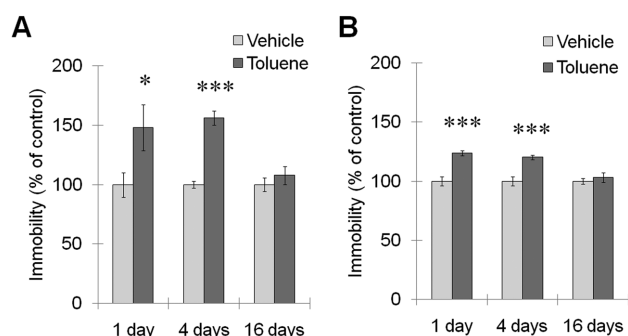 A
Vehicle
Toluene
200
150
100
50
0
Immobility (% of control)
*
***
1 day
4 days
16 days
B
Vehicle
Toluene
200
150
100
50
0
Immobility (% of control)
***
***
1 day
4 days
16 days